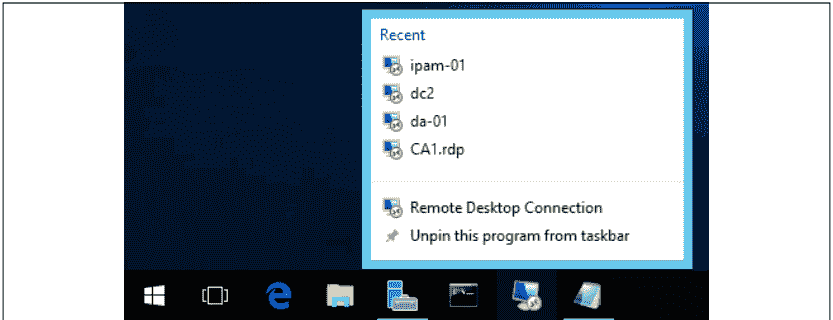 Recent
ipam-01
dc2
da-01
CA1.rdp
Remote Desktop Connection
Unpin this program from taskbar